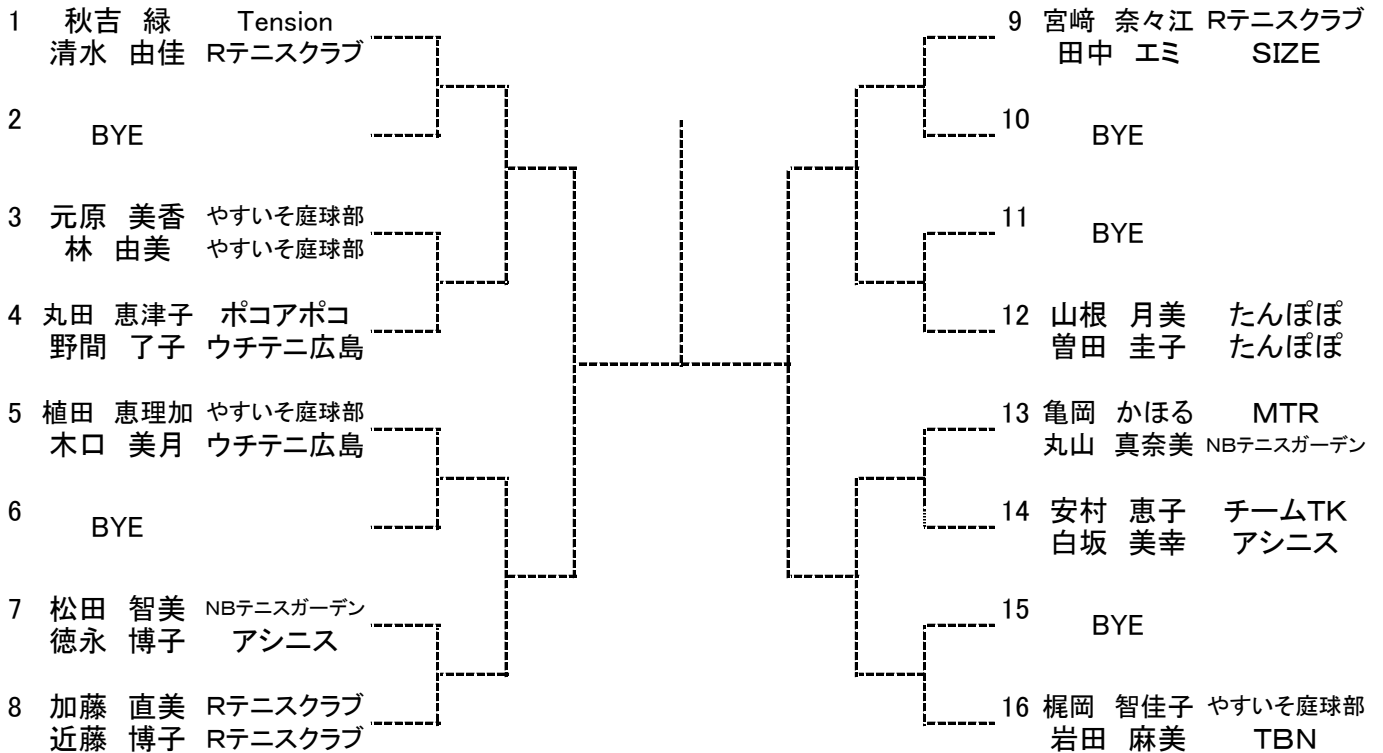 1 秋吉 緑 Tension
清水 由佳 Rテニスクラブ
2 BYE
3 元原 美香 やすいそ庭球部
林 由美 やすいそ庭球部
4 丸田 恵津子 ポコアポコ
野間 了子 ウチテニ広島
5 植田 恵理加 やすいそ庭球部
木口 美月 ウチテニ広島
6 BYE
7 松田 智美 NBテニスガーデン
徳永 博子 アシニス
8 加藤 直美 Rテニスクラブ
近藤 博子 Rテニスクラブ
9 宮﨑 奈々江 Rテニスクラブ
田中 エミ SIZE
10 BYE
11 BYE
12 山根 月美 たんぽぽ
曽田 圭子 たんぽぽ
13 亀岡 かほる MTR
丸山 真奈美 NBテニスガーデン
14 安村 恵子 チームTK
白坂 美幸 アシニス
15 BYE
16 梶岡 智佳子 やすいそ庭球部
岩田 麻美 TBN